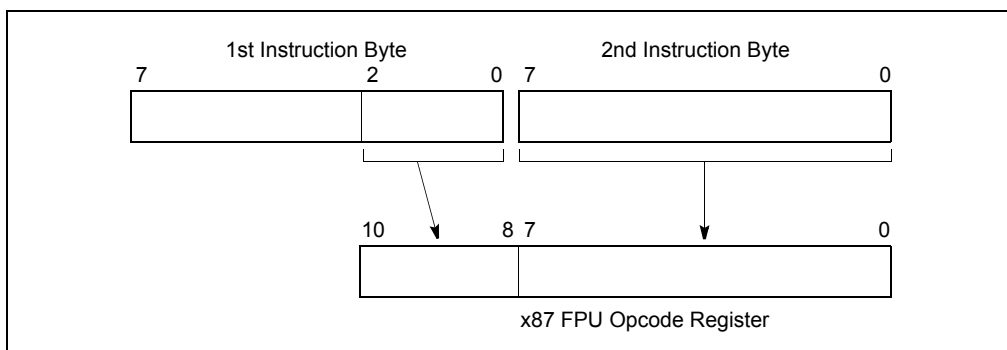 1st Instruction Byte 2nd Instruction Byte
7 2 0 7 0
10 8 7 0
x87 FPU Opcode Register